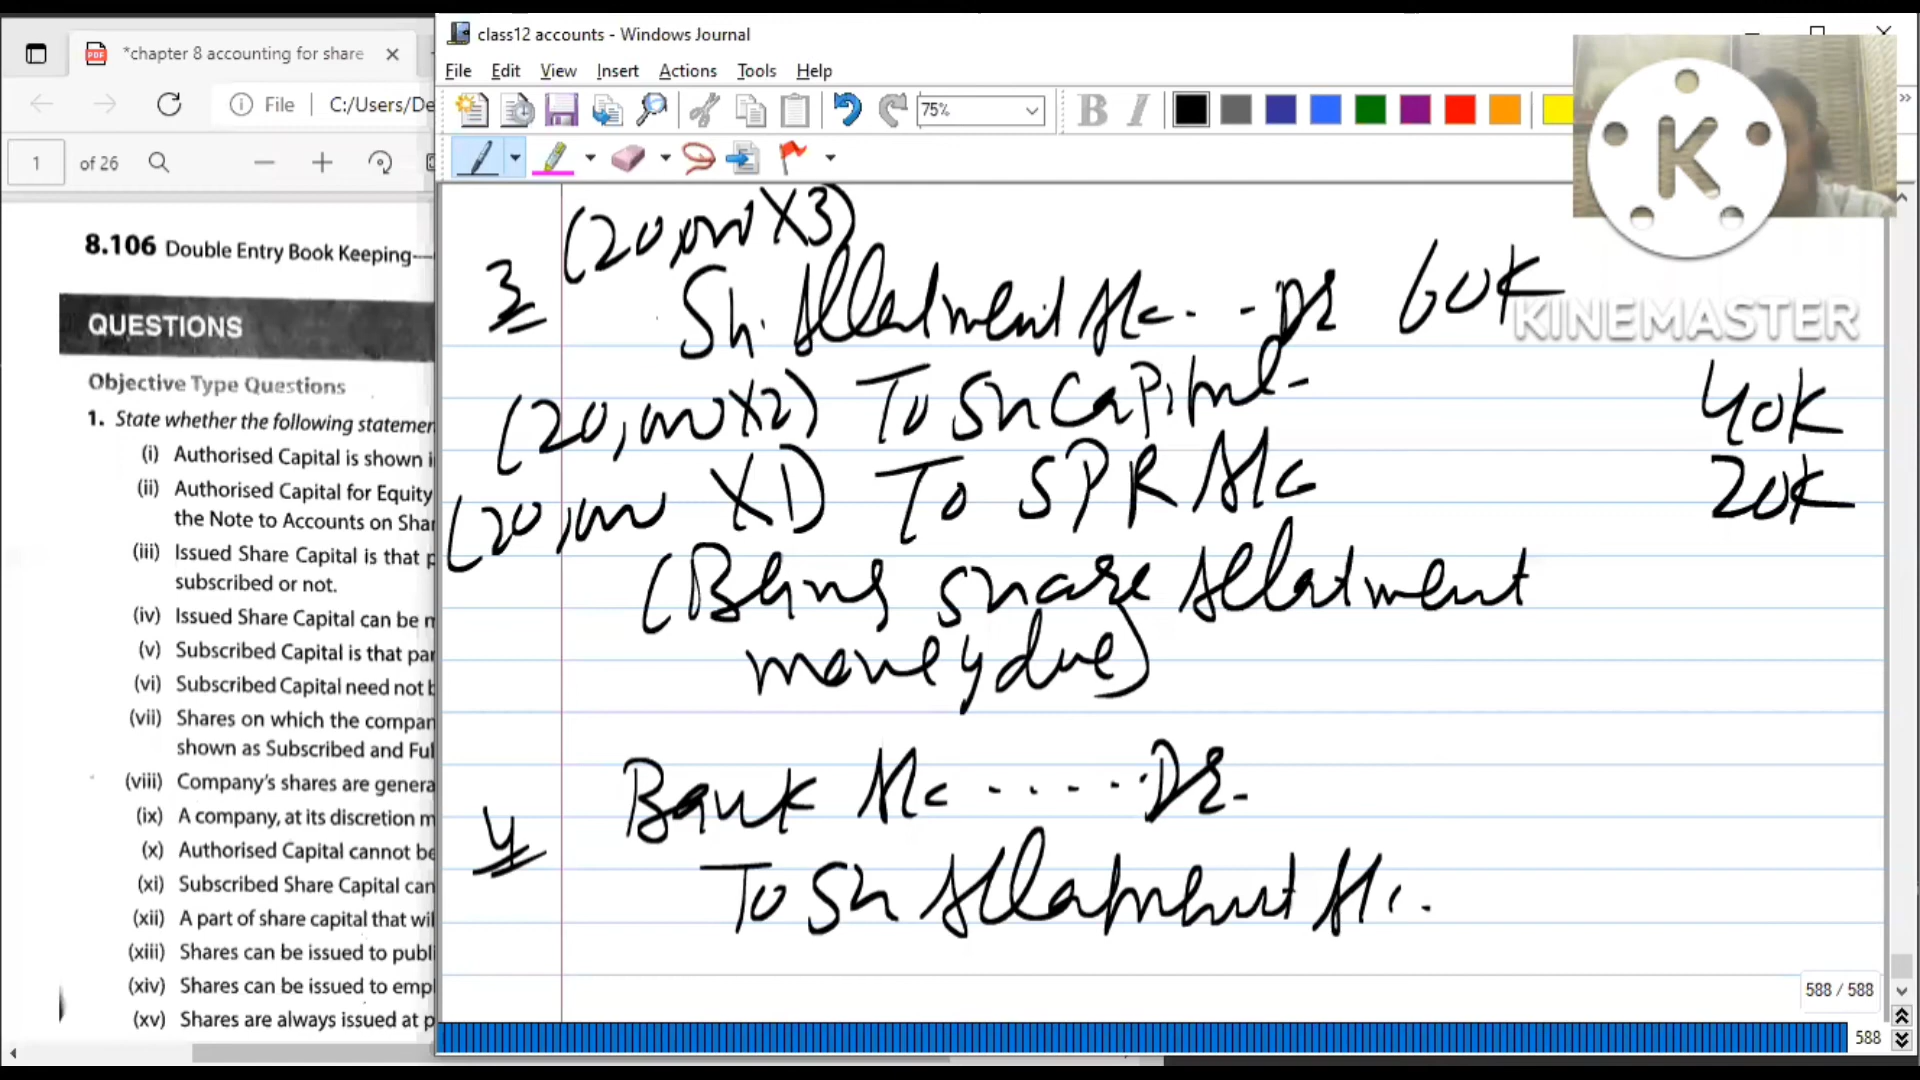 *chapter 8 accounting for share
File
C:/Users/De
1 of 26
8.106 Double Entry Book Keeping—
QUESTIONS
Objective Type Questions
1. State whether the following statemen
(i) Authorised Capital is shown i
(ii) Authorised Capital for Equity
the Note to Accounts on Shar
(iii) Issued Share Capital is that p
subscribed or not.
(iv) Issued Share Capital can be
(v) Subscribed Capital is that par
(vi) Subscribed Capital need not b
(vii) Shares on which the compan
shown as Subscribed and Ful
(viii) Company's shares are genera
(ix) A company, at its discretion m
(x) Authorised Capital cannot be
(xi) Subscribed Share Capital can
(xii) A part of share capital that wil
(xiii) Shares can be issued to publi
(xiv) Shares can be issued to empl
(xv) Shares are always issued at p
class12 accounts - Windows Journal
File Edit View Insert Actions Tools Help
75%
B I
K
KINEMASTER
(20,000 X3)
3 Sh. Allotment A/c.. -DR 60K
(20,000X2) To Sh Capital- 40K
(20,000 X1) To SPR A/c 20K
(Being share Allotment
money due)
4 Bank A/c ..... DR.
To Sh Allotment A/c.
588 / 588
588